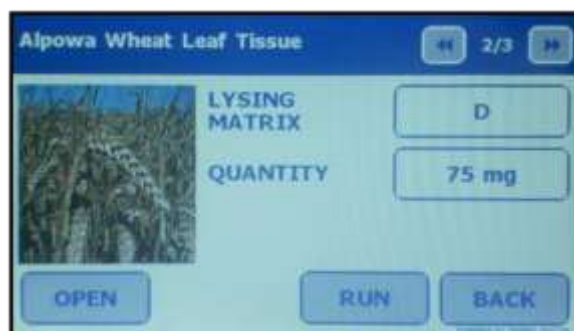 Alpowa Wheat Leaf Tissue 2/3
LYSING
MATRIX
D
QUANTITY
75 mg
OPEN
RUN
BACK